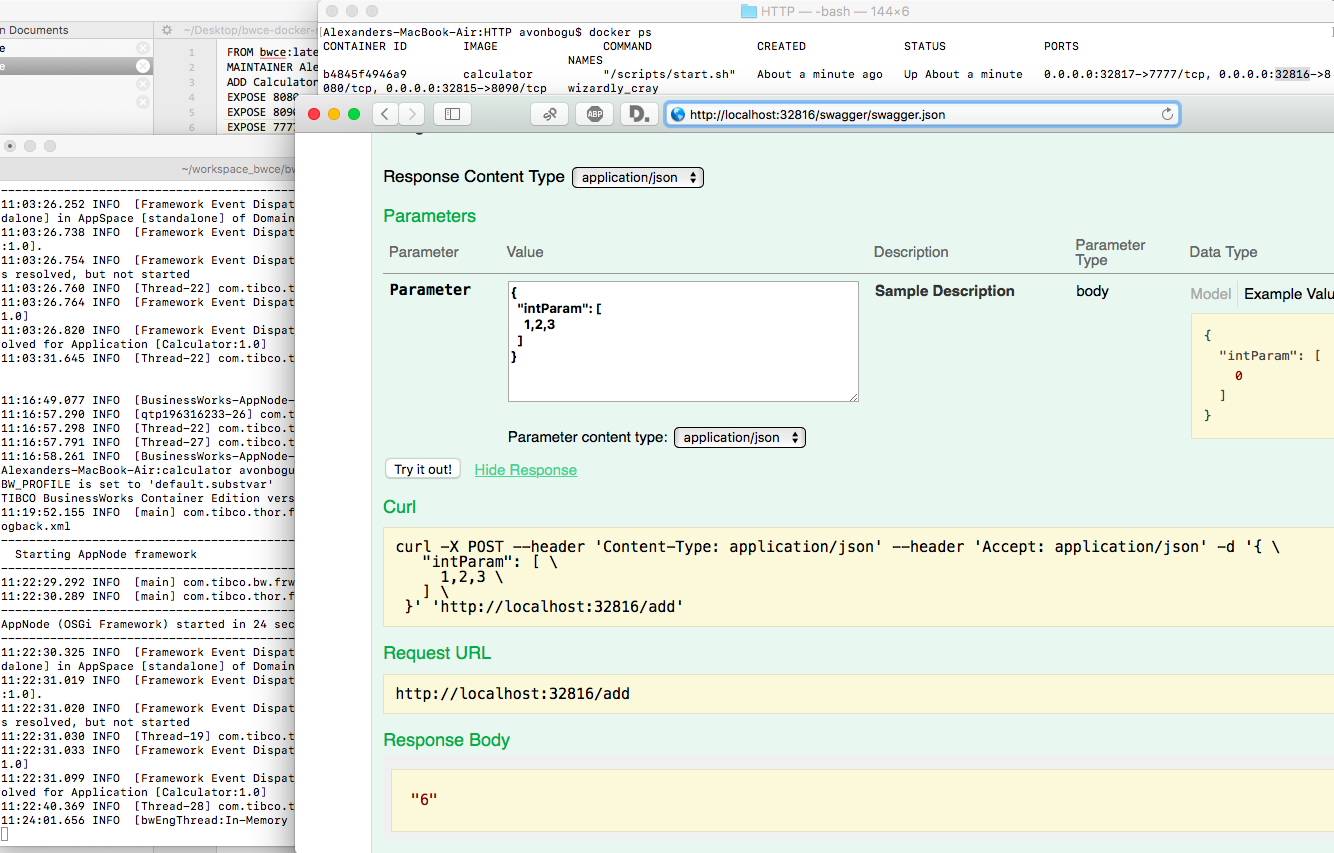 n Documents
e
e
~/Desktop/bwce-docker-
1 FROM bwce:late
2 MAINTAINER Ale
3 ADD Calculator
4 EXPOSE 8080
5 EXPOSE 8090
6 EXPOSE 7777
HTTP — -bash — 144×6
[Alexanders-MacBook-Air:HTTP avonbogu$ docker ps ]
CONTAINER ID IMAGE COMMAND CREATED STATUS PORTS
NAMES
b4845f4946a9 calculator "/scripts/start.sh" About a minute ago Up About a minute 0.0.0.0:32817->7777/tcp, 0.0.0.0:32816->8
080/tcp, 0.0.0.0:32815->8090/tcp wizardly_cray
~/workspace_bwce/bw
11:03:26.252 INFO [Framework Event Dispat
dalone] in AppSpace [standalone] of Domain
11:03:26.738 INFO [Framework Event Dispat
:1.0].
11:03:26.754 INFO [Framework Event Dispat
s resolved, but not started
11:03:26.760 INFO [Thread-22] com.tibco.t
11:03:26.764 INFO [Framework Event Dispat
1.0]
11:03:26.820 INFO [Framework Event Dispat
olved for Application [Calculator:1.0]
11:03:31.645 INFO [Thread-22] com.tibco.t
11:16:49.077 INFO [BusinessWorks-AppNode-
11:16:57.290 INFO [qtp196316233-26] com.t
11:16:57.298 INFO [Thread-22] com.tibco.t
11:16:57.791 INFO [Thread-27] com.tibco.t
11:16:58.261 INFO [BusinessWorks-AppNode-
Alexanders-MacBook-Air:calculator avonbogu
BW_PROFILE is set to 'default.substvar'
TIBCO BusinessWorks Container Edition vers
11:19:52.155 INFO [main] com.tibco.thor.f
ogback.xml
Starting AppNode framework
11:22:29.292 INFO [main] com.tibco.bw.frw
11:22:30.289 INFO [main] com.tibco.thor.f
AppNode (OSGi Framework) started in 24 sec
11:22:30.325 INFO [Framework Event Dispat
dalone] in AppSpace [standalone] of Domain
11:22:31.019 INFO [Framework Event Dispat
:1.0].
11:22:31.020 INFO [Framework Event Dispat
s resolved, but not started
11:22:31.030 INFO [Thread-19] com.tibco.t
11:22:31.033 INFO [Framework Event Dispat
1.0]
11:22:31.099 INFO [Framework Event Dispat
olved for Application [Calculator:1.0]
11:22:40.369 INFO [Thread-28] com.tibco.t
11:24:01.656 INFO [bwEngThread:In-Memory
ABP
D.
http://localhost:32816/swagger/swagger.json
Response Content Type application/json
Parameters
Parameter Value Description Parameter Type Data Type
Parameter
{
"intParam": [
1,2,3
]
}
Sample Description
body
Model Example Valu
{
"intParam": [
0
]
}
Parameter content type: application/json
Try it out! Hide Response
Curl
curl -X POST --header 'Content-Type: application/json' --header 'Accept: application/json' -d '{ \
"intParam": [ \
1,2,3 \
] \
}' 'http://localhost:32816/add'
Request URL
http://localhost:32816/add
Response Body
"6"